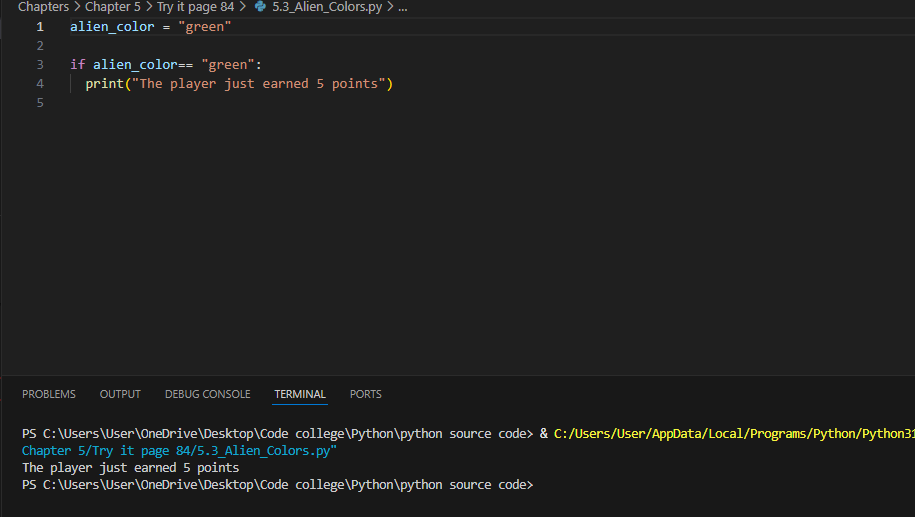 Chapters > Chapter 5 > Try it page 84 > 5.3_Alien_Colors.py > ...
1 alien_color = "green"
2
3 if alien_color== "green":
4   print("The player just earned 5 points")
5
PROBLEMS OUTPUT DEBUG CONSOLE TERMINAL PORTS
PS C:\Users\User\OneDrive\Desktop\Code college\Python\python source code> & C:/Users/User/AppData/Local/Programs/Python/Python31
Chapter 5/Try it page 84/5.3_Alien_Colors.py"
The player just earned 5 points
PS C:\Users\User\OneDrive\Desktop\Code college\Python\python source code>